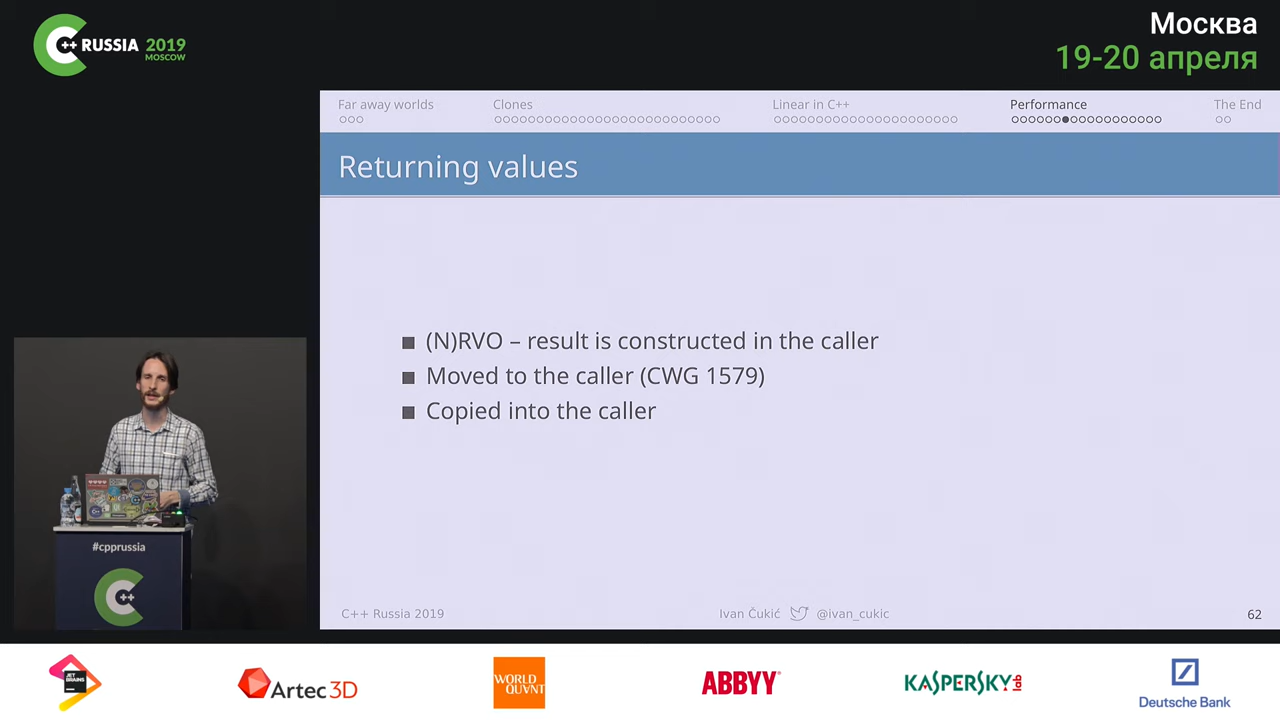 C++ RUSSIA 2019
MOSCOW
Москва
19-20 апреля
Far away worlds
Clones
Linear in C++
Performance
The End
Returning values
(N)RVO – result is constructed in the caller
Moved to the caller (CWG 1579)
Copied into the caller
#cpprussia
C++
C++ Russia 2019
Ivan Čukić
@ivan_cukic
62
JET BRAINS
Artec 3D
WORLD QUANT
ABBYY
KASPERSKY lab
Deutsche Bank